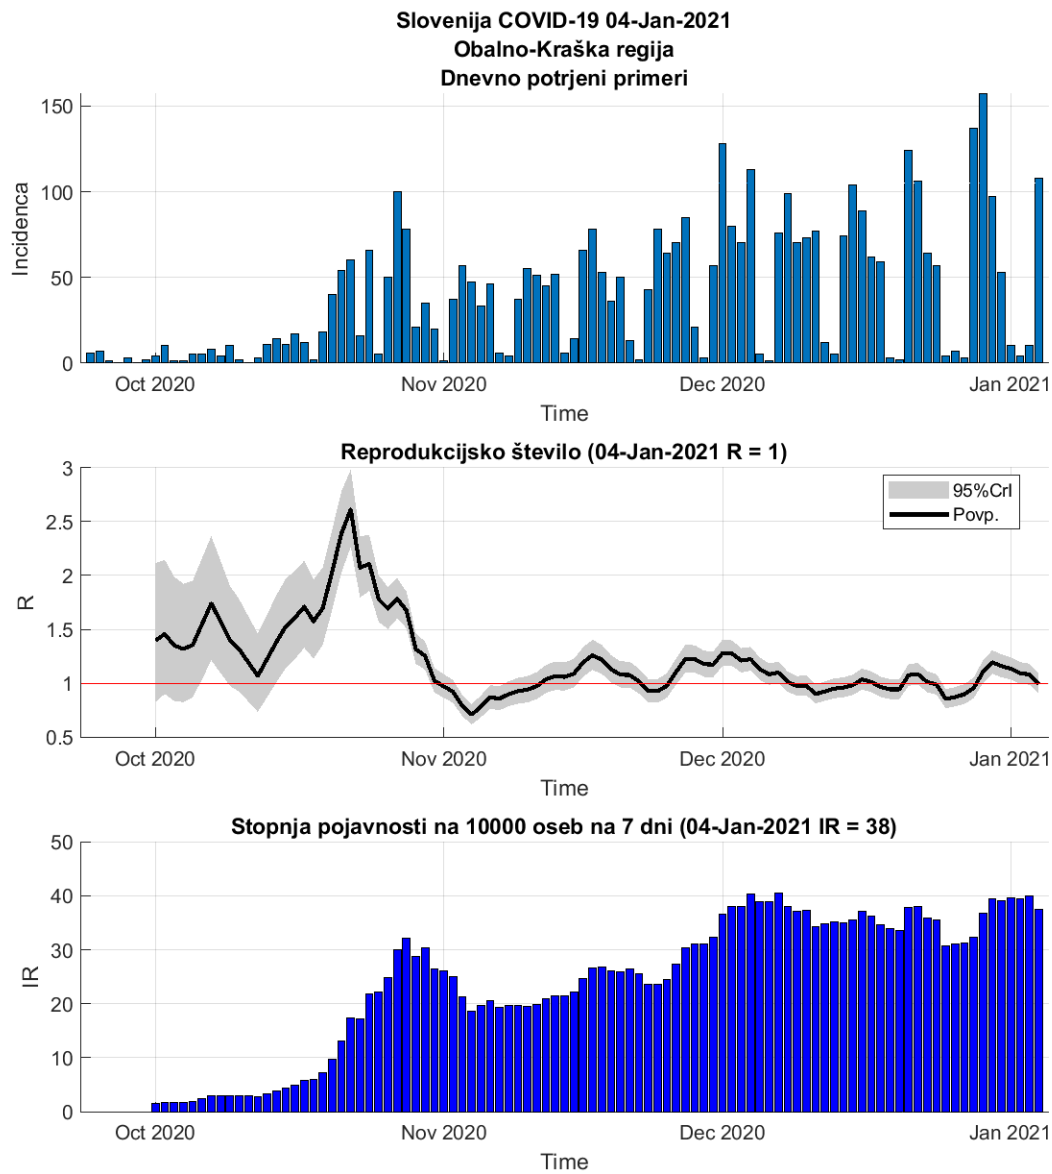 Slovenija COVID-19 04-Jan-2021
Obalno-Kraška regija
Dnevno potrjeni primeri
150
100
50
0
Incidenca
Oct 2020
Nov 2020
Dec 2020
Jan 2021
Time
Reprodukcijsko število (04-Jan-2021 R = 1)
3
2.5
2
1.5
1
0.5
R
95%CrI
Povp.
Oct 2020
Nov 2020
Dec 2020
Jan 2021
Time
Stopnja pojavnosti na 10000 oseb na 7 dni (04-Jan-2021 IR = 38)
50
40
30
20
10
0
IR
Oct 2020
Nov 2020
Dec 2020
Jan 2021
Time